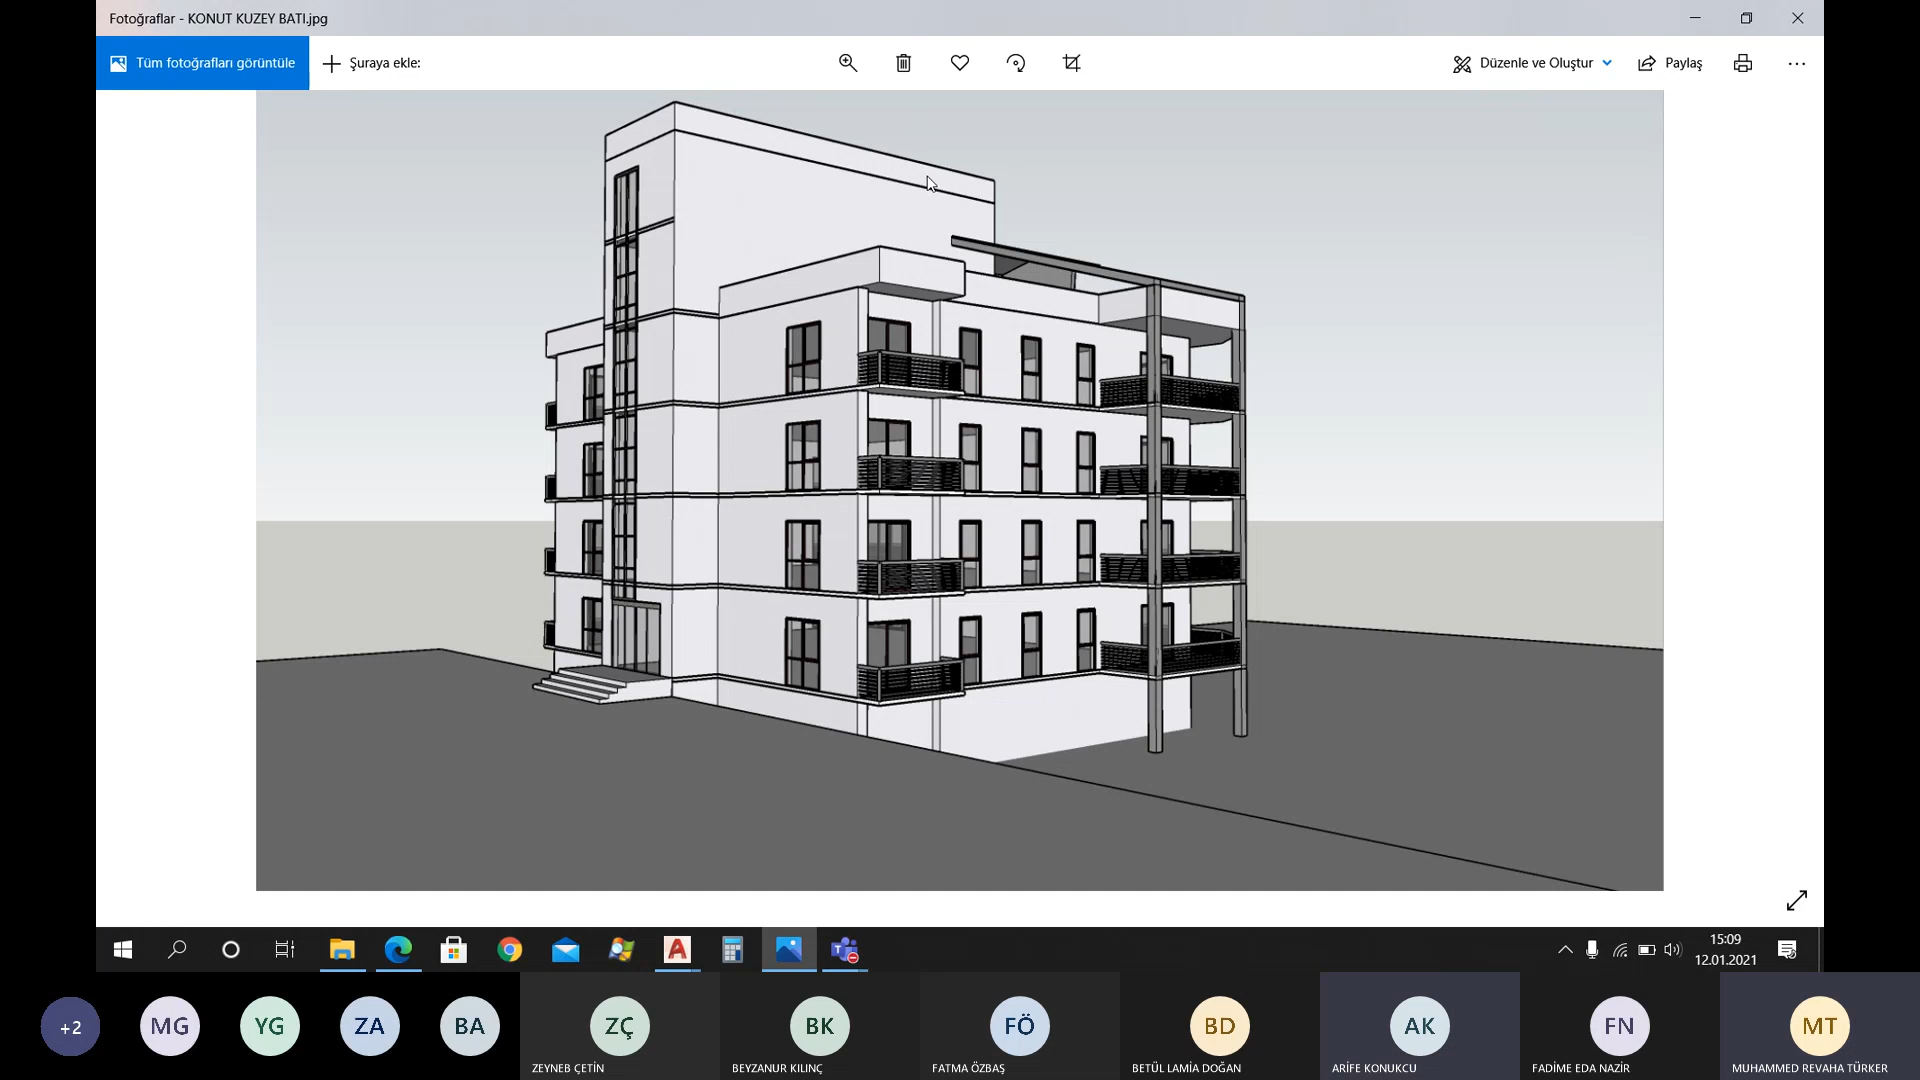 Fotoğraflar - KONUT KUZEY BATI.jpg
Tüm fotoğrafları görüntüle
Şuraya ekle:
Düzenle ve Oluştur
Paylaş
15:09
12.01.2021
+2
MG
YG
ZA
BA
ZÇ
BK
FÖ
BD
AK
FN
MT
ZEYNEB ÇETİN
BEYZANUR KILINÇ
FATMA ÖZBAŞ
BETÜL LAMİA DOĞAN
ARİFE KONUKCU
FADİME EDA NAZİR
MUHAMMED REVAHA TÜRKER